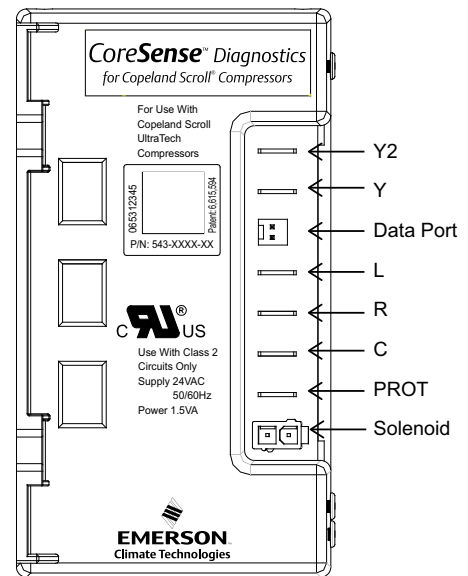 CoreSense™ Diagnostics
for Copeland Scroll® Compressors
For Use With
Copeland Scroll
UltraTech
Compressors
065312345
Patent: 6,615,594
P/N: 543-XXXX-XX
C RU® US
Use With Class 2
Circuits Only
Supply 24VAC
50/60Hz
Power 1.5VA
EMERSON
Climate Technologies
Y2
Y
Data Port
L
R
C
PROT
Solenoid